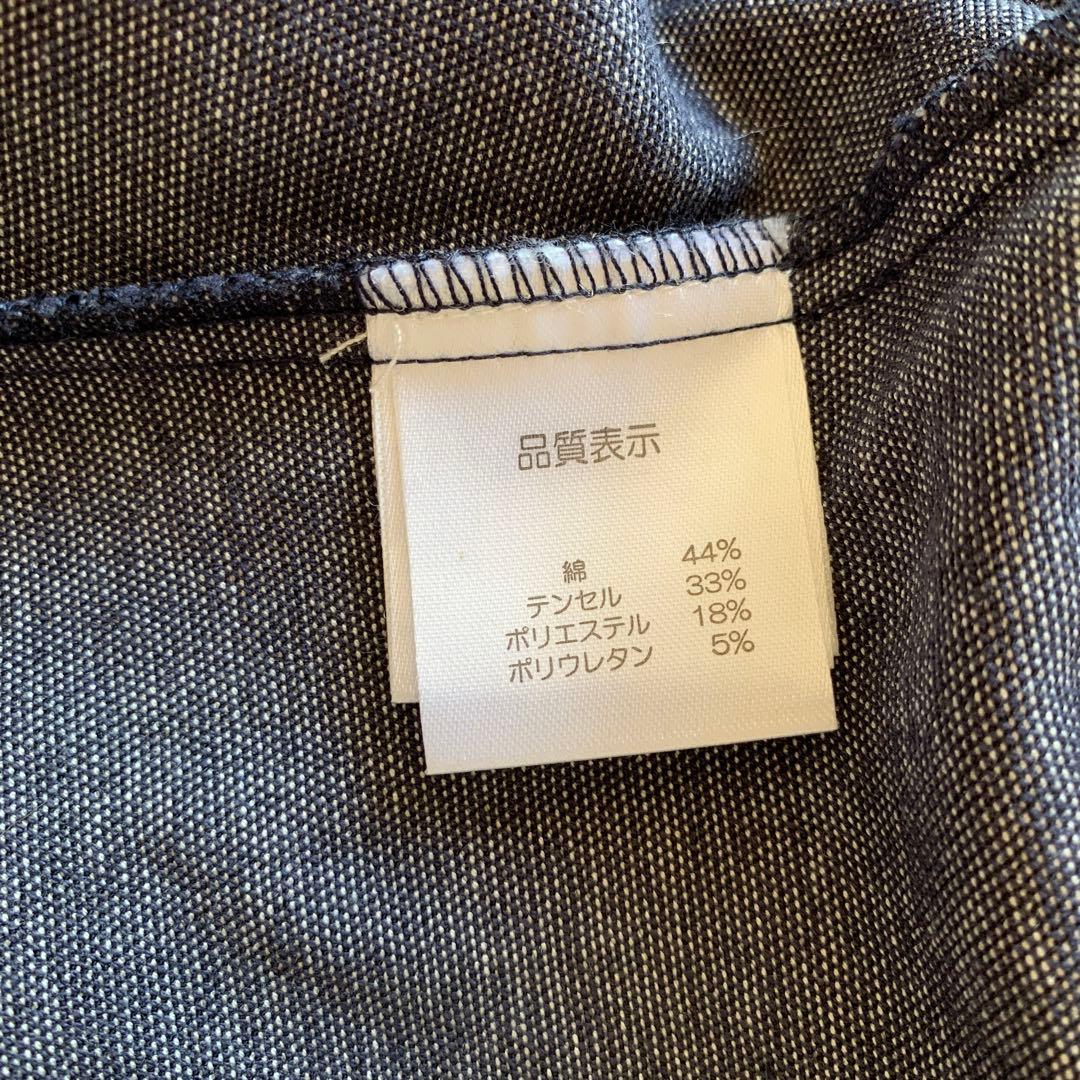 品質表示
綿 44%
テンセル 33%
ポリエステル 18%
ポリウレタン 5%